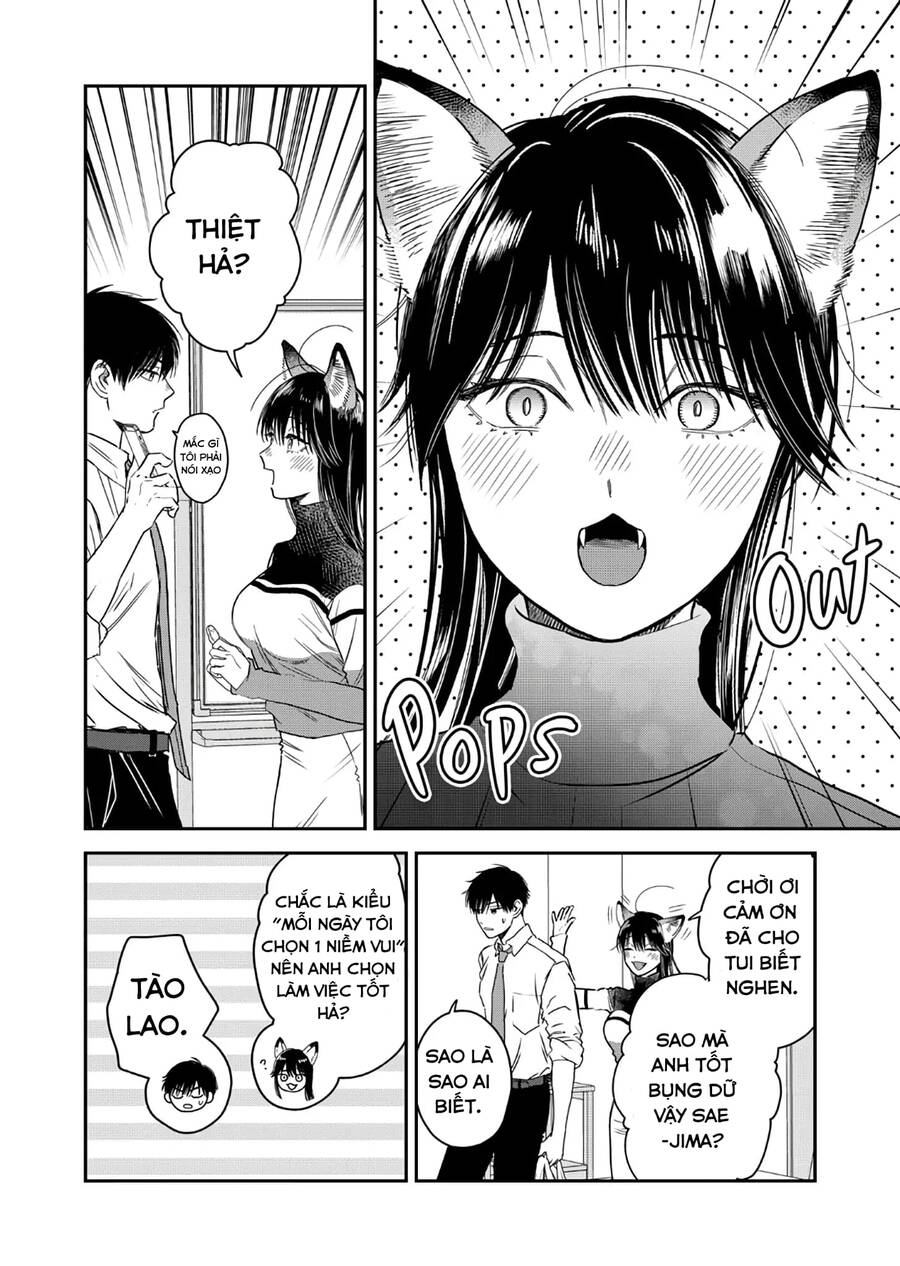 Pops
Out
THIỆT
HẢ?
MẮC GÌ
TÔI PHẢI
NÓI XẠO
CHỜI ƠI
CẢM ƠN
ĐÃ CHO
TUI BIẾT
NGHEN.
SAO MÀ
ANH TỐT
BỤNG DỮ
VẬY SAE
-JIMA?
SAO LÀ
SAO AI
BIẾT.
CHẮC LÀ KIỂU
"MỖI NGÀY TÔI
CHỌN 1 NIỀM VUI"
NÊN ANH CHỌN
LÀM VIỆC TỐT
HẢ?
?
TÀO
LAO.